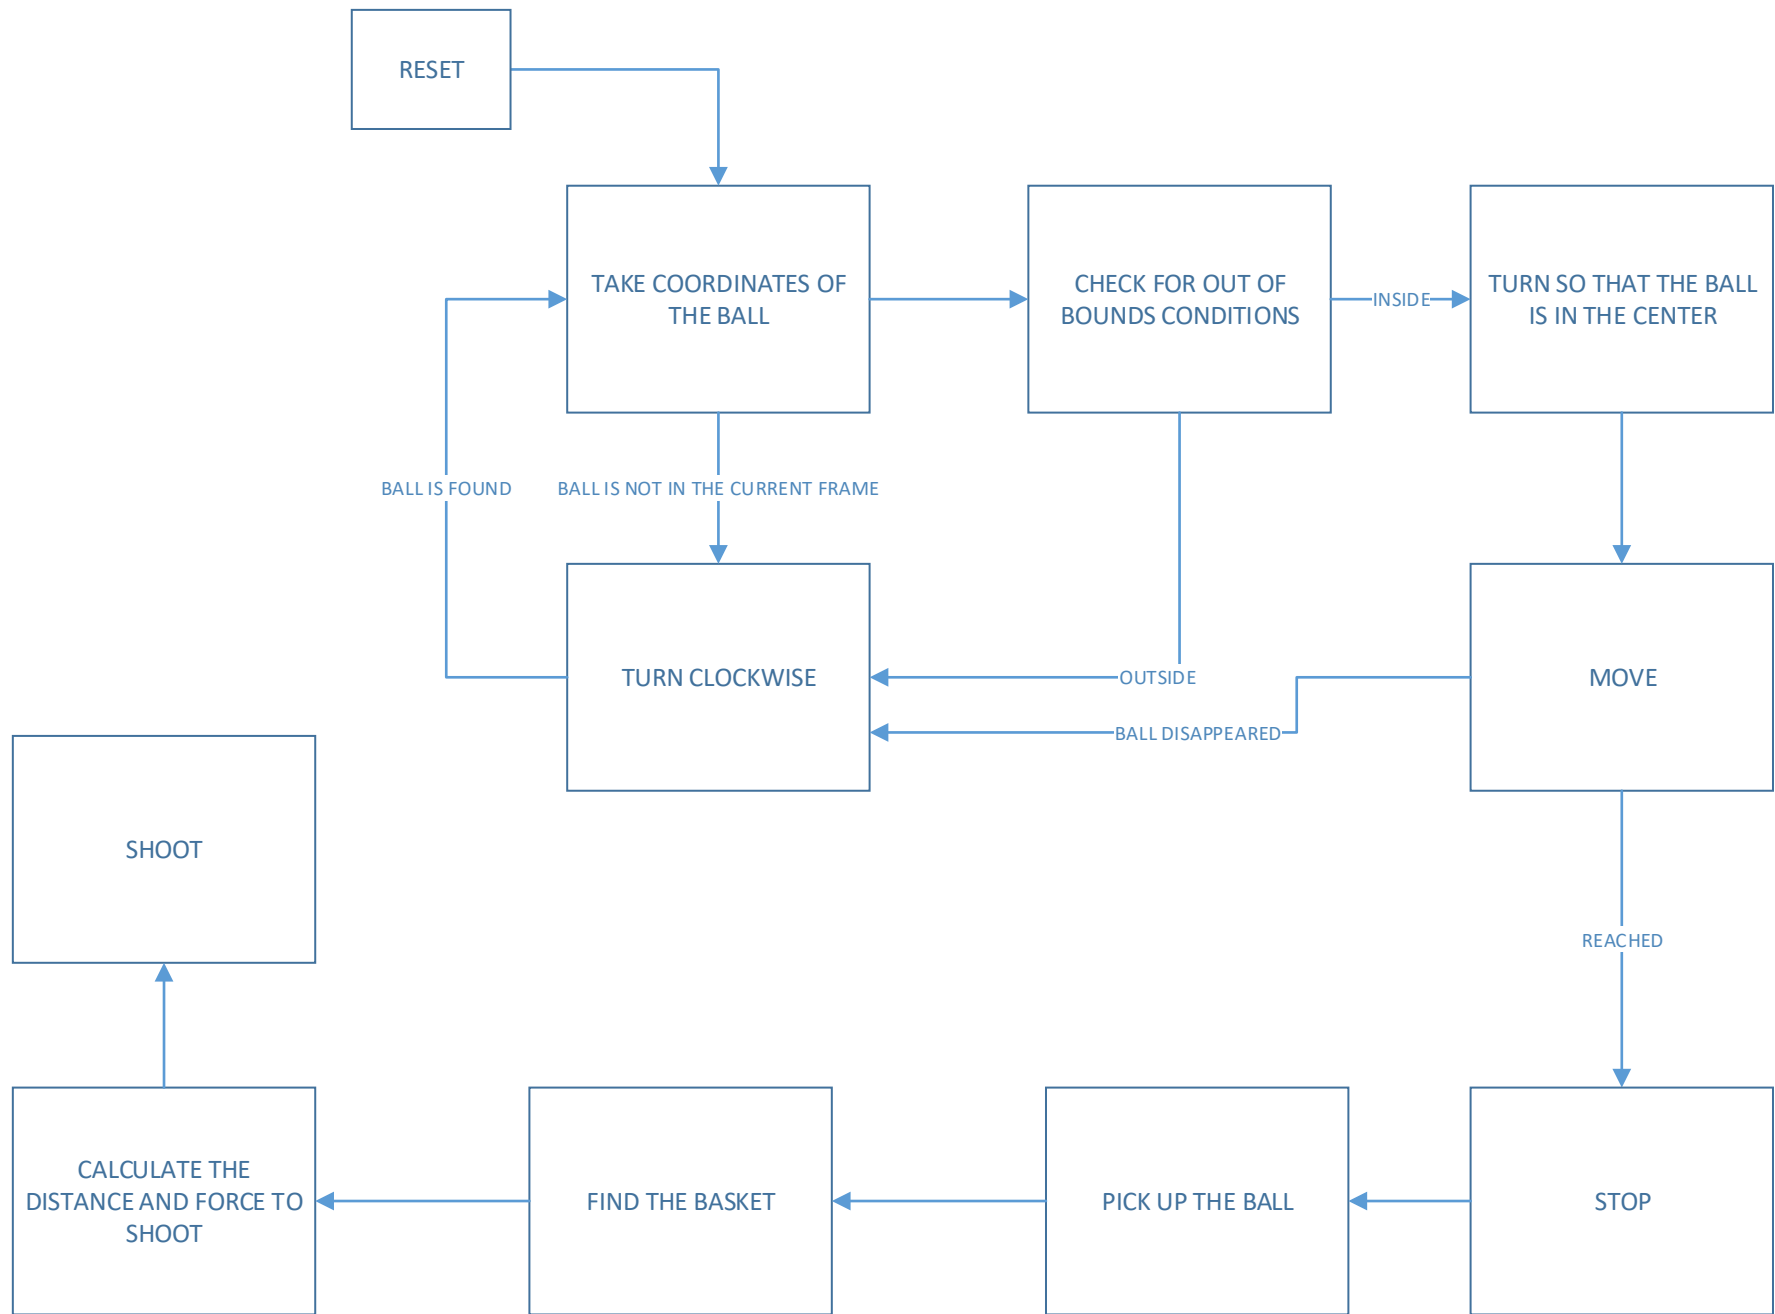 RESET
TAKE COORDINATES OF
THE BALL
CHECK FOR OUT OF
BOUNDS CONDITIONS
INSIDE
TURN SO THAT THE BALL
IS IN THE CENTER
BALL IS FOUND
BALL IS NOT IN THE CURRENT FRAME
TURN CLOCKWISE
OUTSIDE
BALL DISAPPEARED
MOVE
SHOOT
REACHED
CALCULATE THE
DISTANCE AND FORCE TO
SHOOT
FIND THE BASKET
PICK UP THE BALL
STOP